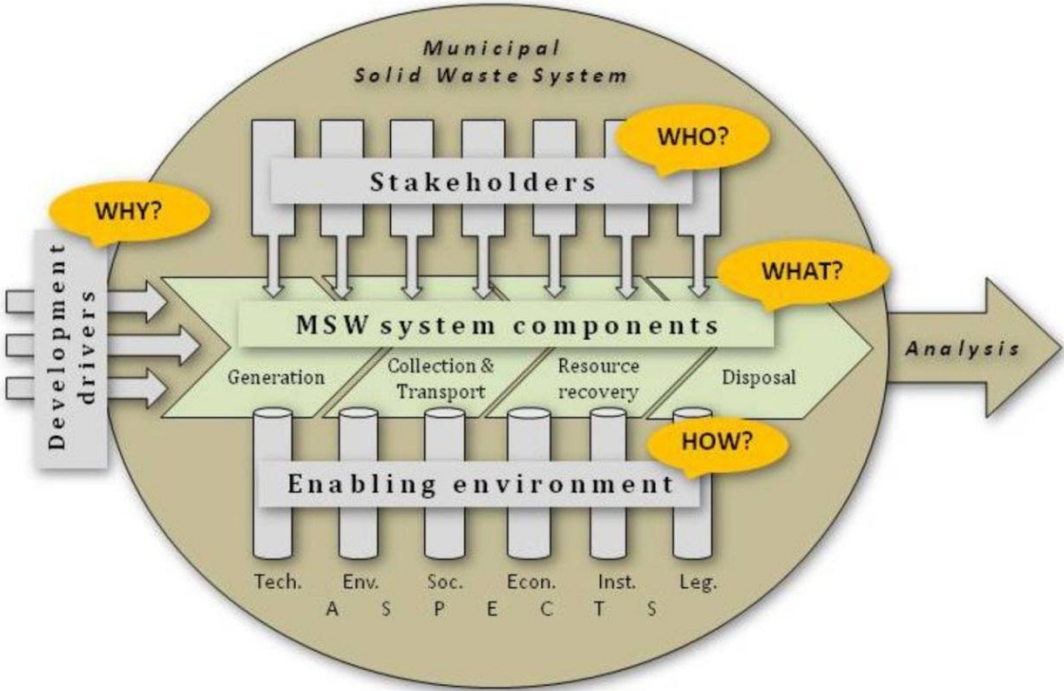 Municipal
Solid Waste System
WHO?
Stakeholders
WHY?
Development
drivers
WHAT?
MSW system components
Generation
Collection &
Transport
Resource
recovery
Disposal
Analysis
HOW?
Enabling environment
Tech. Env. Soc. Econ. Inst. Leg.
A S P E C T S